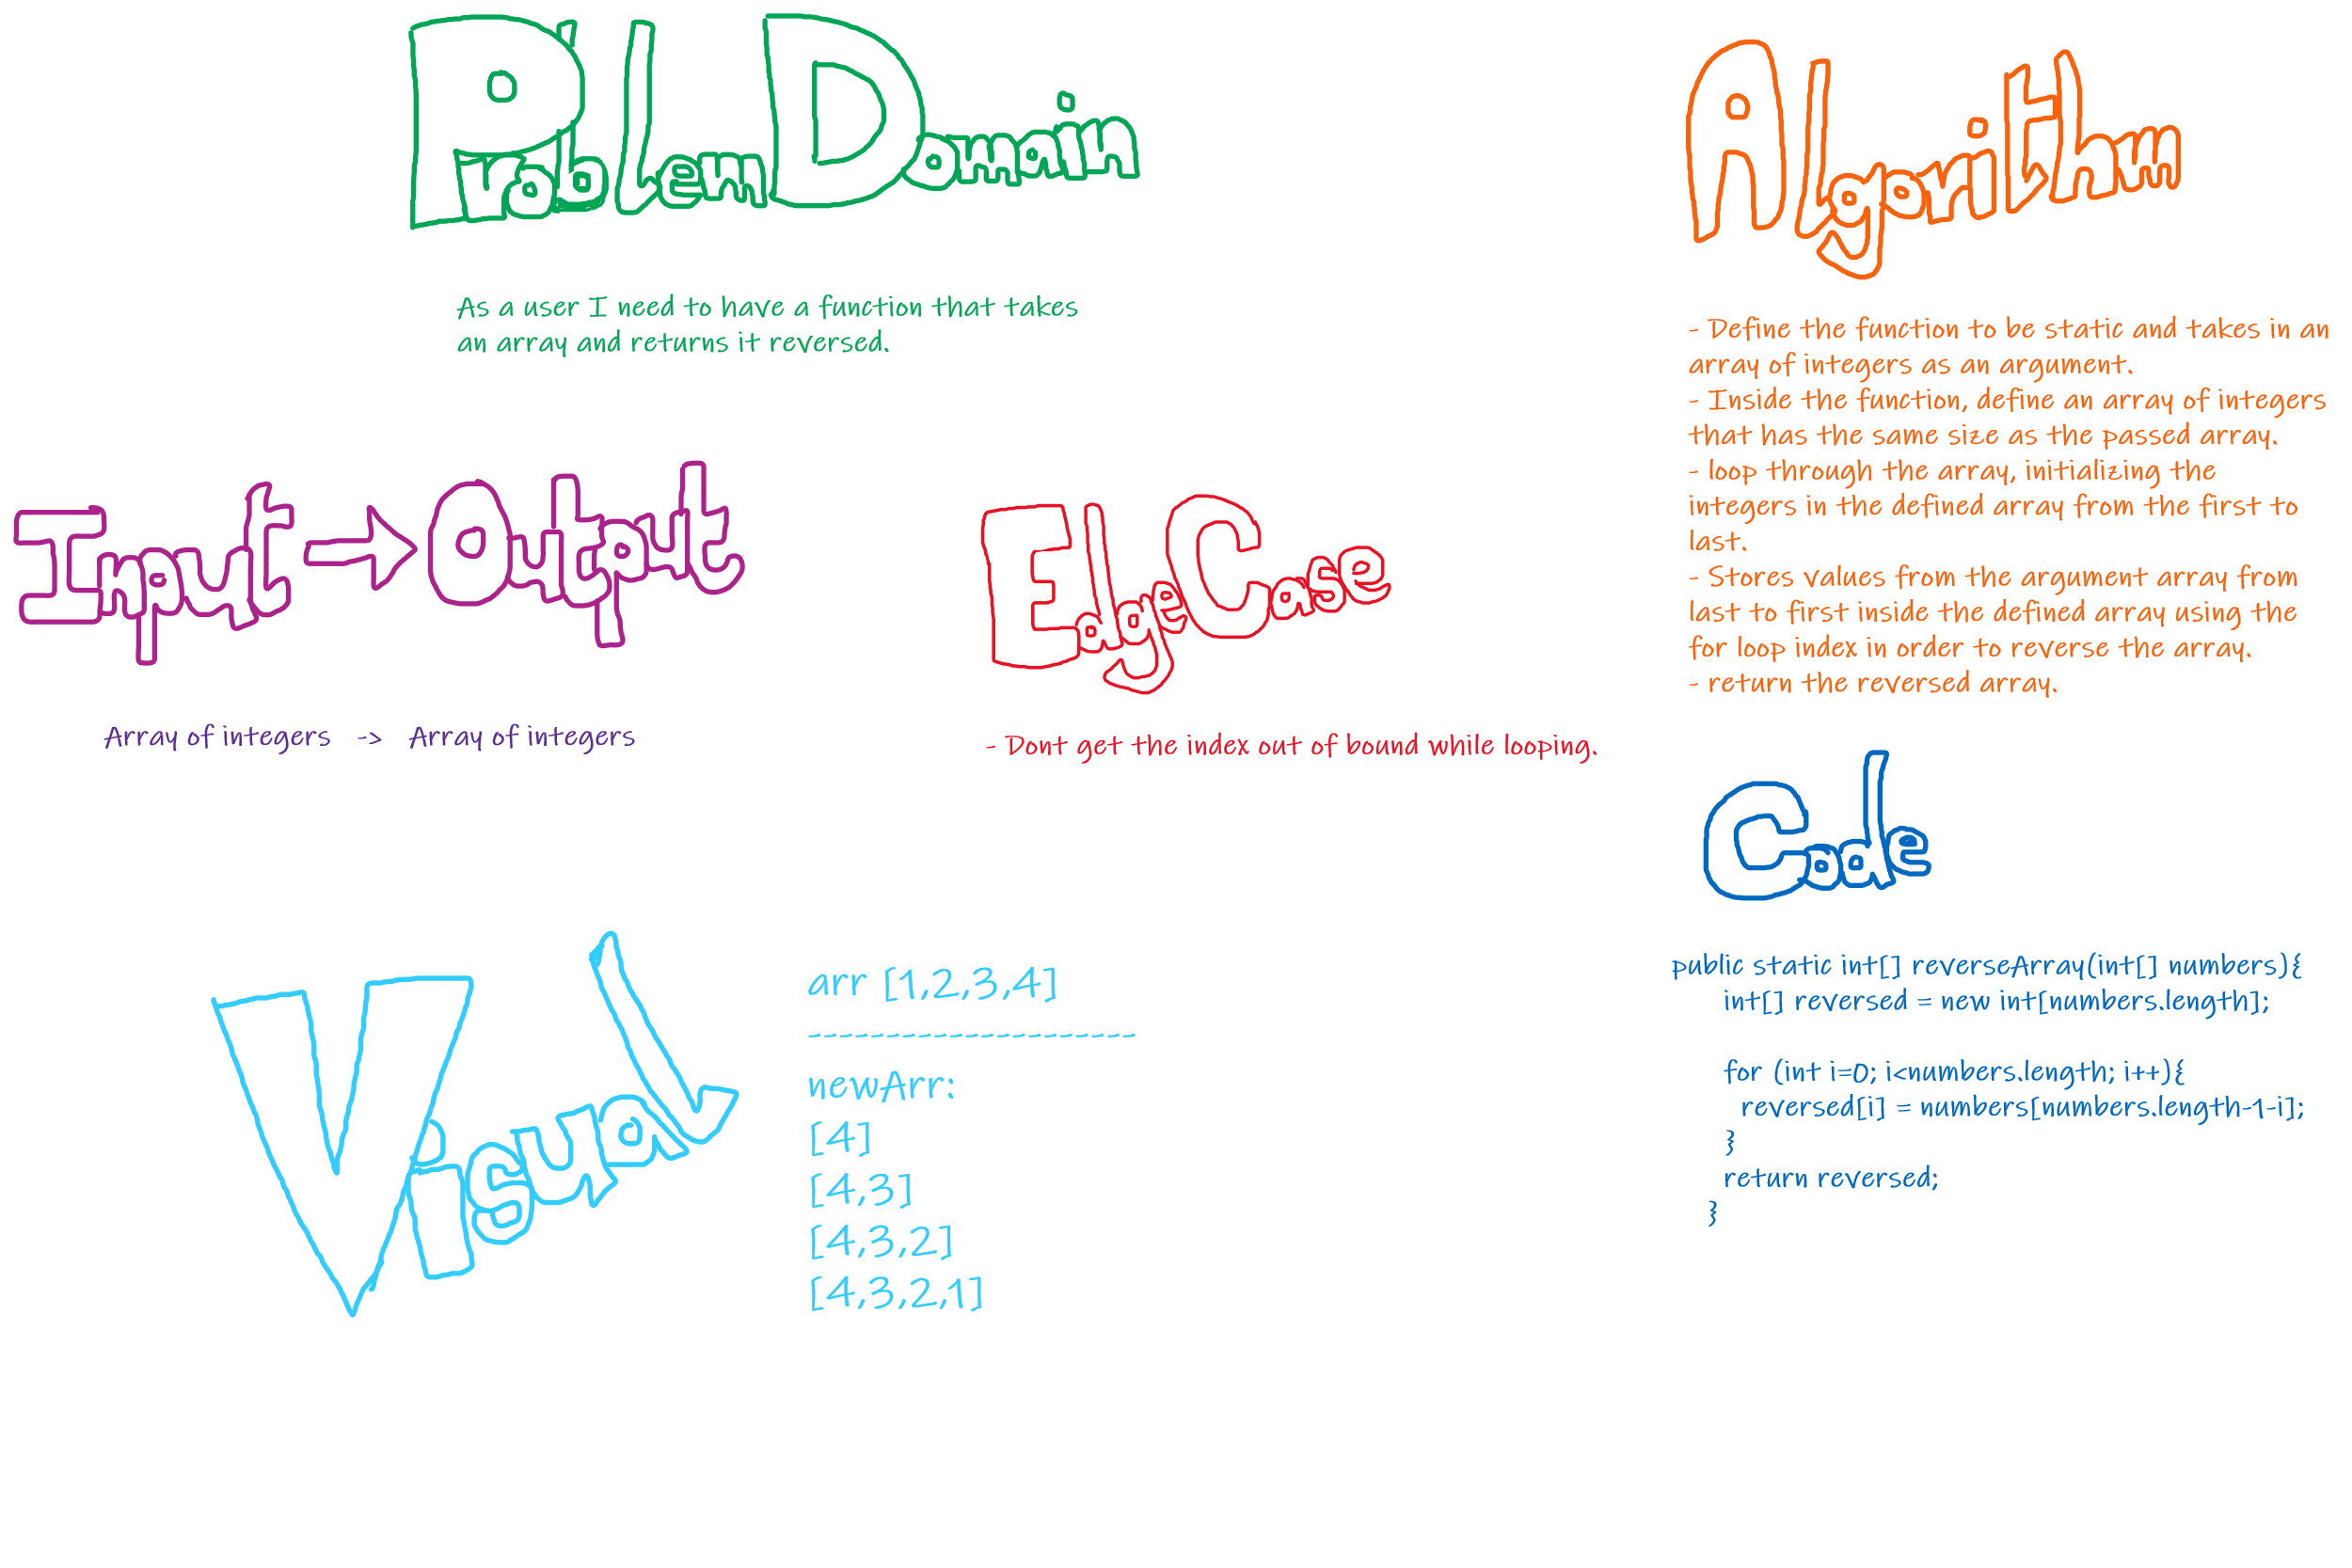 Problem Domain
As a user I need to have a function that takes
an array and returns it reversed.
Input → Output
Array of integers -> Array of integers
Edge Case
- Dont get the index out of bound while looping.
Visual
arr [1,2,3,4]
---------------------
newArr:
[4]
[4,3]
[4,3,2]
[4,3,2,1]
Algorithm
- Define the function to be static and takes in an
array of integers as an argument.
- Inside the function, define an array of integers
that has the same size as the passed array.
- loop through the array, initializing the
integers in the defined array from the first to
last.
- Stores values from the argument array from
last to first inside the defined array using the
for loop index in order to reverse the array.
- return the reversed array.
Code
public static int[] reverseArray(int[] numbers){
int[] reversed = new int[numbers.length];
for (int i=0; i<numbers.length; i++){
reversed[i] = numbers[numbers.length-1-i];
}
return reversed;
}